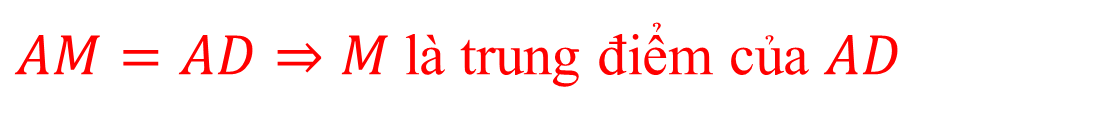 AM = AD ⇒ M là trung điểm của AD